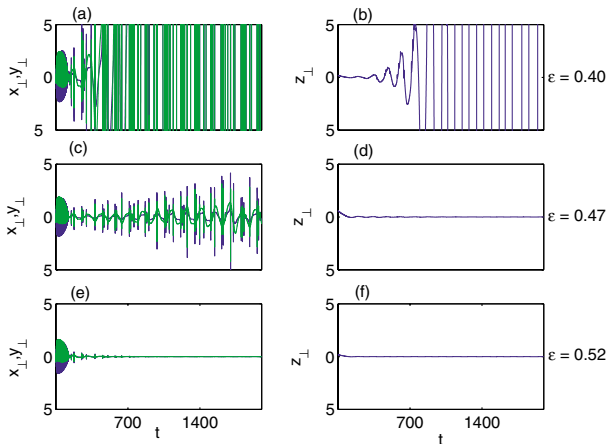 (a)
(b)
5
0
5
x⊥,y⊥
5
0
5
z⊥
ε = 0.40
(c)
(d)
5
0
5
x⊥,y⊥
5
0
5
z⊥
ε = 0.47
(e)
(f)
5
0
5
x⊥,y⊥
5
0
5
z⊥
ε = 0.52
700
1400
t
700
1400
t